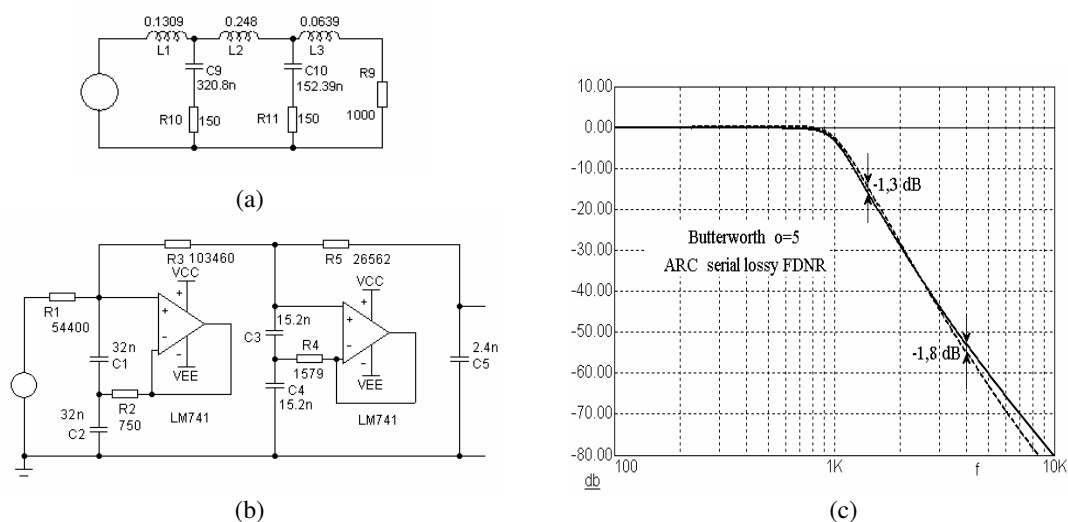 0.1309 0.248 0.0639
L1 L2 L3
C9 C10 R9
320.8n 152.39n
R10 150 R11 150 1000
(a)
R3 103460 R5 26562
VCC VCC
R1
54400
+ + + +
15.2n
32n C3 R4 2.4n
C1 - - - - C5
VEE 1579 VEE
C4
15.2n
32n R2
C2 750 LM741 LM741
(b)
10.00
0.00
-10.00
-1,3 dB
-20.00
Butterworth o=5
-30.00
ARC serial lossy FDNR
-40.00
-50.00
-1,8 dB
-60.00
-70.00
-80.00
100 1K f 10K
db
(c)